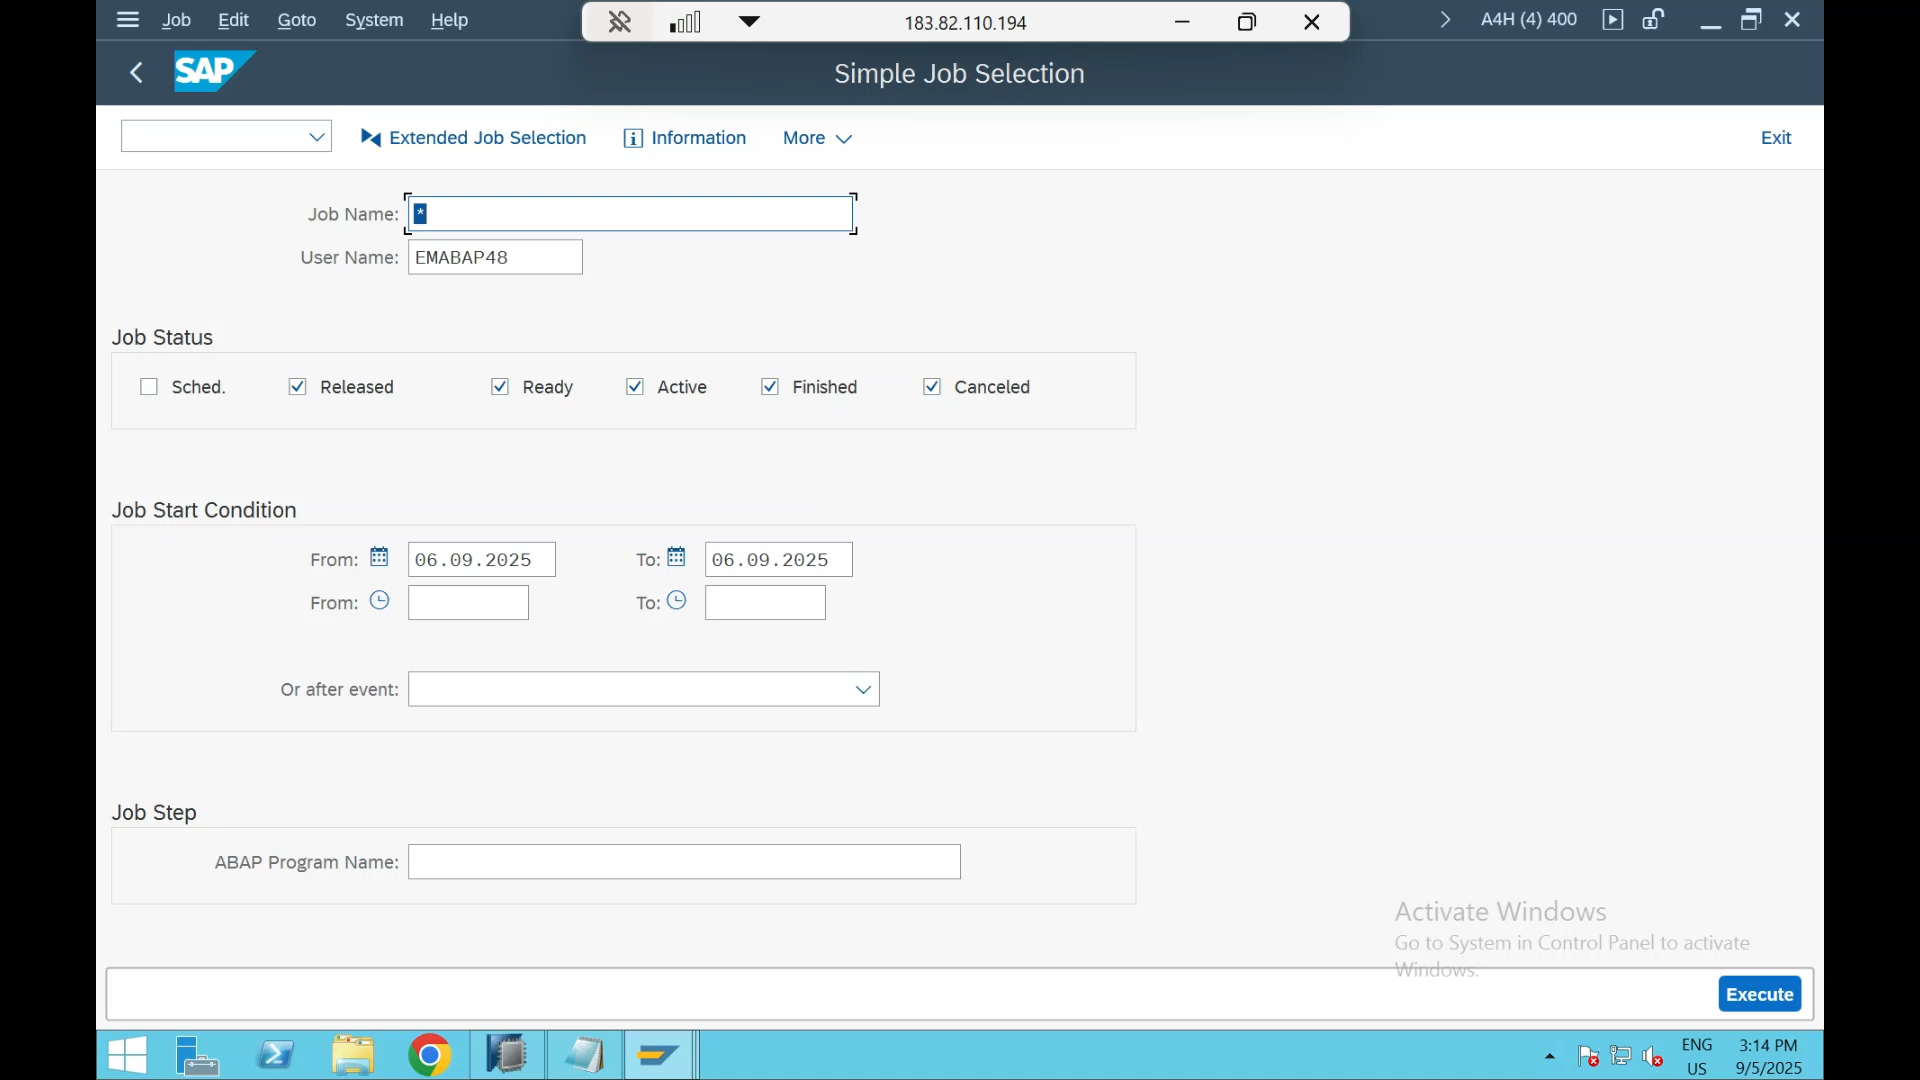 Job Edit Goto System Help 183.82.110.194 A4H (4) 400
SAP Simple Job Selection
Extended Job Selection Information More Exit
Job Name: *
User Name: EMABAP48
Job Status
Sched. Released Ready Active Finished Canceled
Job Start Condition
From: 06.09.2025 To: 06.09.2025
From: To:
Or after event:
Job Step
ABAP Program Name:
Activate Windows
Go to System in Control Panel to activate
Windows.
Execute
ENG 3:14 PM
US 9/5/2025